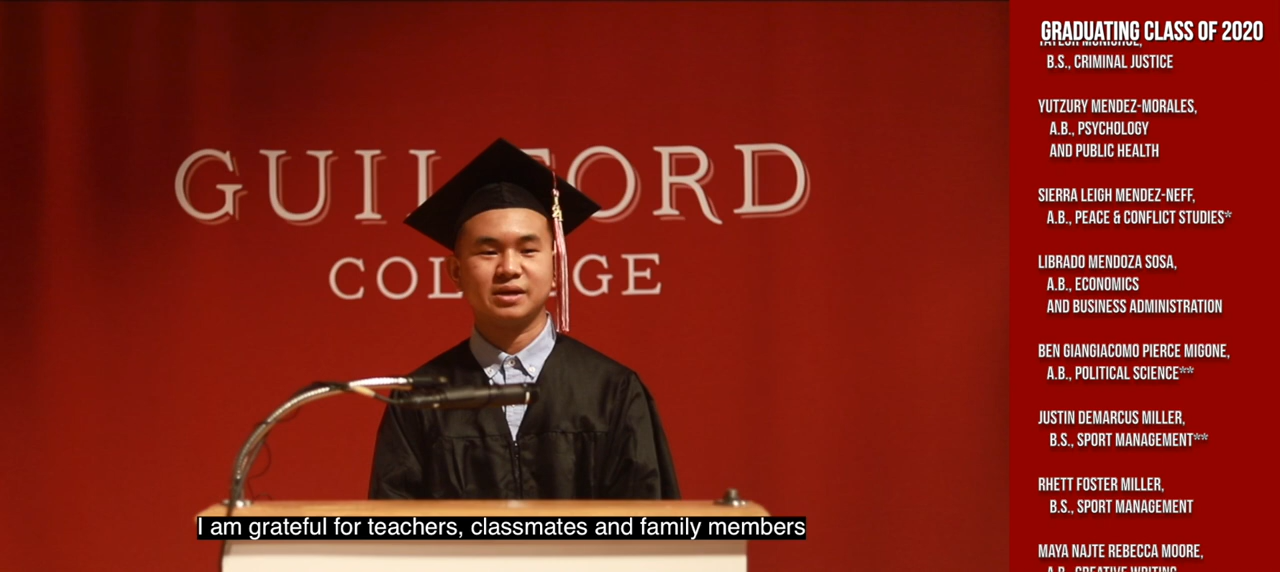 GUILFORD
COLLEGE
I am grateful for teachers, classmates and family members
GRADUATING CLASS OF 2020
B.S., CRIMINAL JUSTICE
YUTZURY MENDEZ-MORALES,
A.B., PSYCHOLOGY
AND PUBLIC HEALTH
SIERRA LEIGH MENDEZ-NEFF,
A.B., PEACE & CONFLICT STUDIES*
LIBRADO MENDOZA SOSA,
A.B., ECONOMICS
AND BUSINESS ADMINISTRATION
BEN GIANGIACOMO PIERCE MIGONE,
A.B., POLITICAL SCIENCE**
JUSTIN DEMARCUS MILLER,
B.S., SPORT MANAGEMENT**
RHETT FOSTER MILLER,
B.S., SPORT MANAGEMENT
MAYA NAJTE REBECCA MOORE,
A.B., CREATIVE WRITING